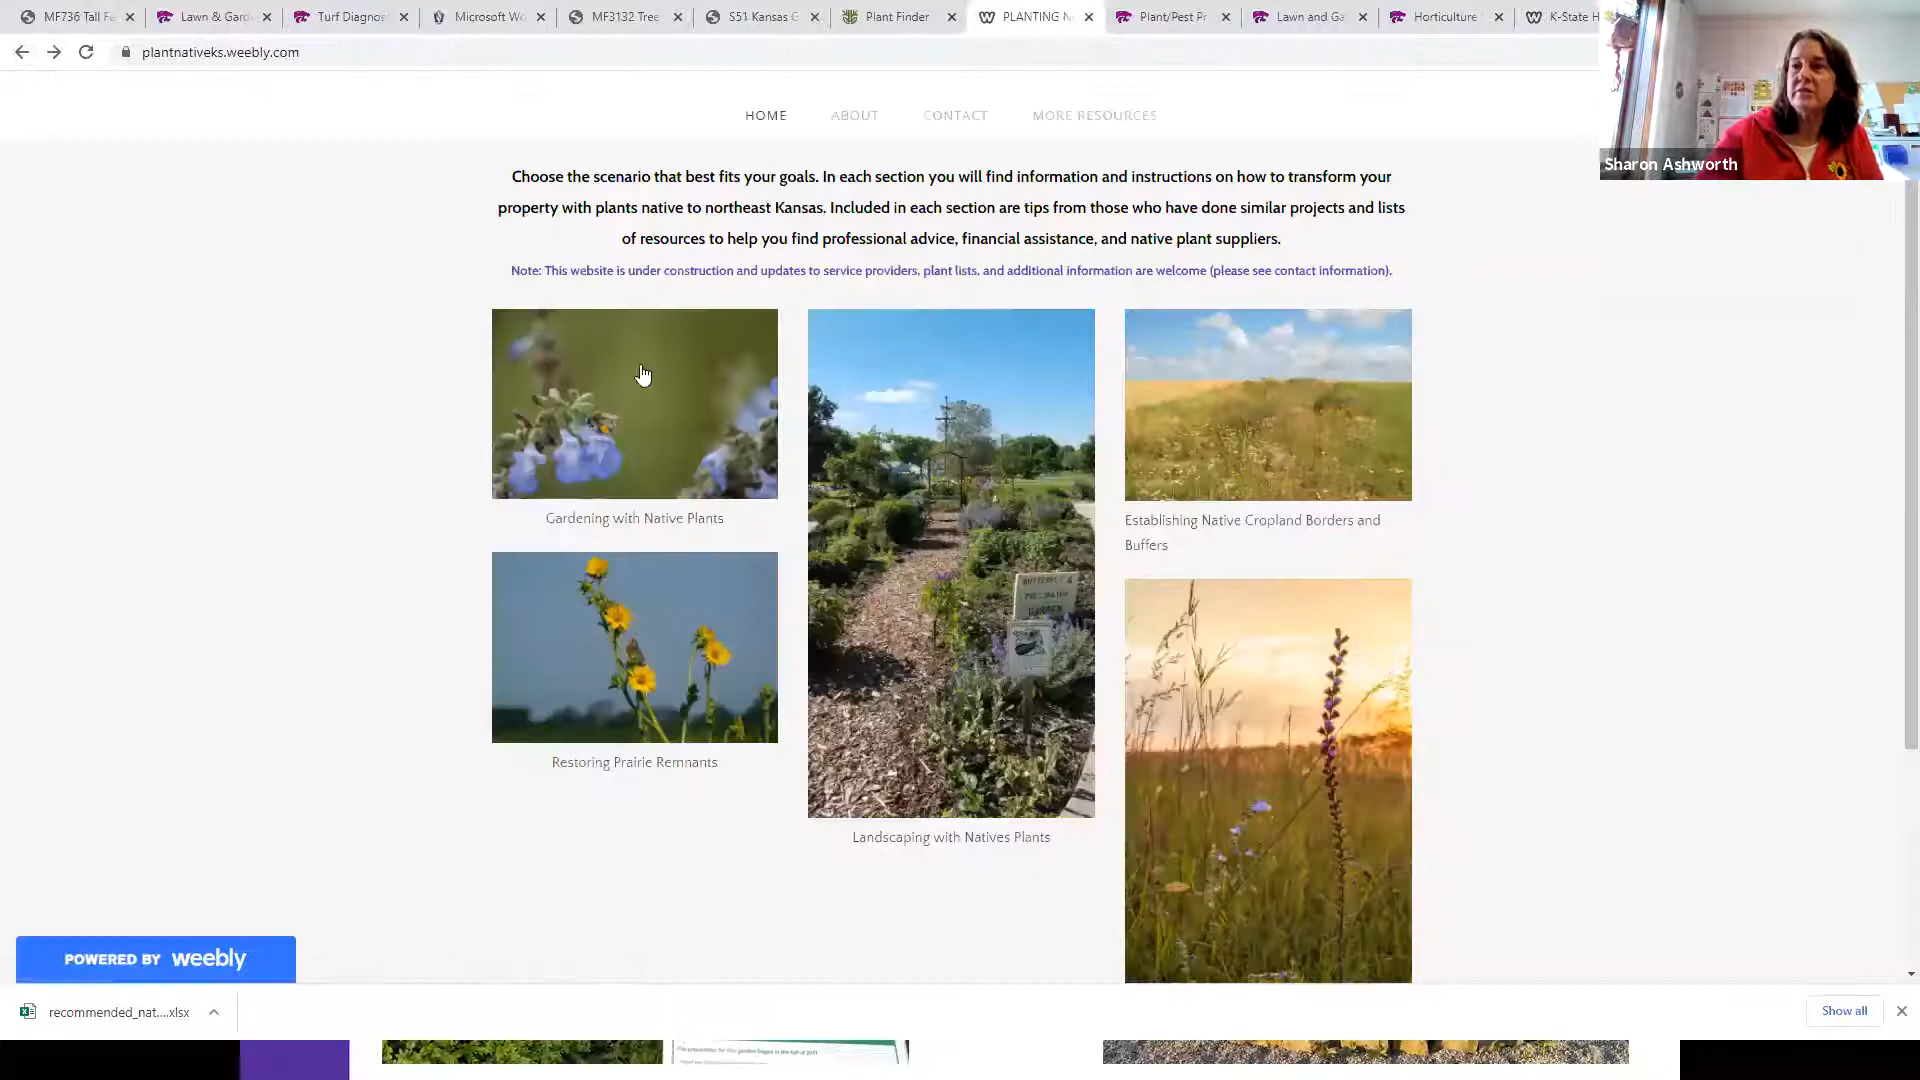 MF736 Tall Fe
Lawn & Garde
Turf Diagnos
Microsoft Wo
MF3132 Tree
S51 Kansas G
Plant Finder
PLANTING N
Plant/Pest Pr
Lawn and Ga
Horticulture
K-State H
plantnativeks.weebly.com
Sharon Ashworth
HOME ABOUT CONTACT MORE RESOURCES
Choose the scenario that best fits your goals. In each section you will find information and instructions on how to transform your
property with plants native to northeast Kansas. Included in each section are tips from those who have done similar projects and lists
of resources to help you find professional advice, financial assistance, and native plant suppliers.
Note: This website is under construction and updates to service providers, plant lists, and additional information are welcome (please see contact information).
Gardening with Native Plants
Establishing Native Cropland Borders and
Buffers
BUTTERFLY &
POLLINATOR
GARDEN
Restoring Prairie Remnants
Landscaping with Natives Plants
POWERED BY weebly
recommended_nat....xlsx
Show all